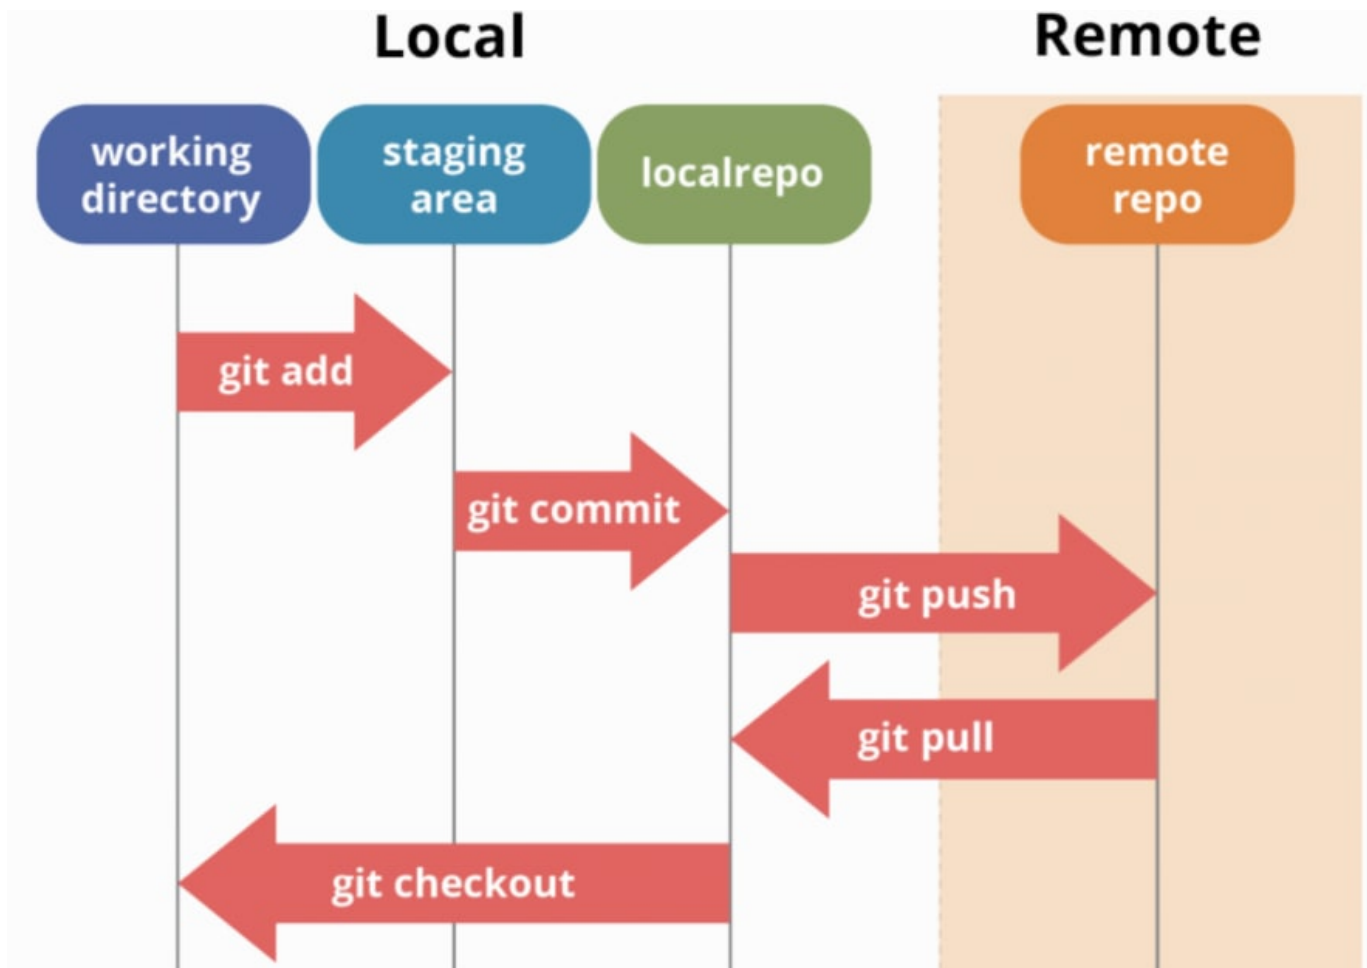 Local
Remote
working
directory
staging
area
localrepo
remote
repo
git add
git commit
git push
git pull
git checkout